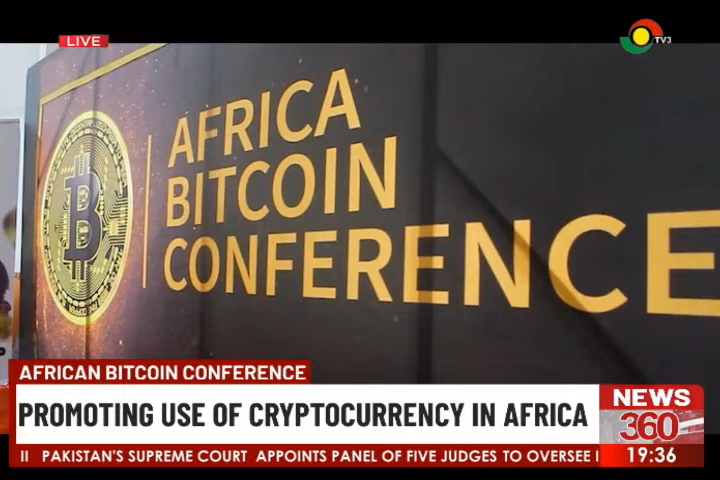 LIVE
TV3
AFRICA
BITCOIN
CONFERENCE
AFRICAN BITCOIN CONFERENCE
PROMOTING USE OF CRYPTOCURRENCY IN AFRICA
NEWS
360
II PAKISTAN'S SUPREME COURT APPOINTS PANEL OF FIVE JUDGES TO OVERSEE I
19:36